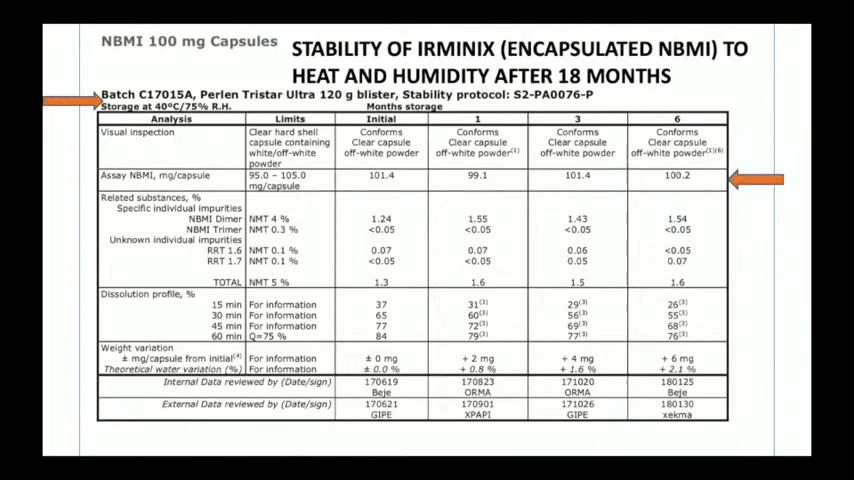 NBMI 100 mg Capsules
STABILITY OF IRMINIX (ENCAPSULATED NBMI) TO
HEAT AND HUMIDITY AFTER 18 MONTHS
Batch C17015A, Perlen Tristar Ultra 120 g blister, Stability protocol: S2-PA0076-P
Storage at 40ºC/75% R.H. Months storage
Analysis Limits Initial 1 3 6
Visual inspection Clear hard shell Conforms Conforms Conforms Conforms
capsule containing Clear capsule Clear capsule Clear capsule Clear capsule
white/off-white off-white powder off-white powder(1) off-white powder off-white powder(1)(6)
powder
Assay NBMI, mg/capsule 95.0 – 105.0 101.4 99.1 101.4 100.2
mg/capsule
Related substances, %
Specific individual impurities
NBMI Dimer NMT 4 % 1.24 1.55 1.43 1.54
NBMI Trimer NMT 0.3 % <0.05 <0.05 <0.05 <0.05
Unknown individual impurities
RRT 1.6 NMT 0.1 % 0.07 0.07 0.06 <0.05
RRT 1.7 NMT 0.1 % <0.05 <0.05 0.05 0.07
TOTAL NMT 5 % 1.3 1.6 1.5 1.6
Dissolution profile, %
15 min For information 37 31(3) 29(3) 26(3)
30 min For information 65 60(3) 56(3) 55(3)
45 min For information 77 72(3) 69(3) 68(3)
60 min Q=75 % 84 79(3) 77(3) 76(3)
Weight variation
± mg/capsule from initial(4) For information ± 0 mg + 2 mg + 4 mg + 6 mg
Theoretical water variation (%) For information ± 0.0 % + 0.8 % + 1.6 % + 2.1 %
Internal Data reviewed by (Date/sign) 170619 170823 171020 180125
Beje ORMA ORMA Beje
External Data reviewed by (Date/sign) 170621 170901 171026 180130
GIPE XPAPI GIPE xekma